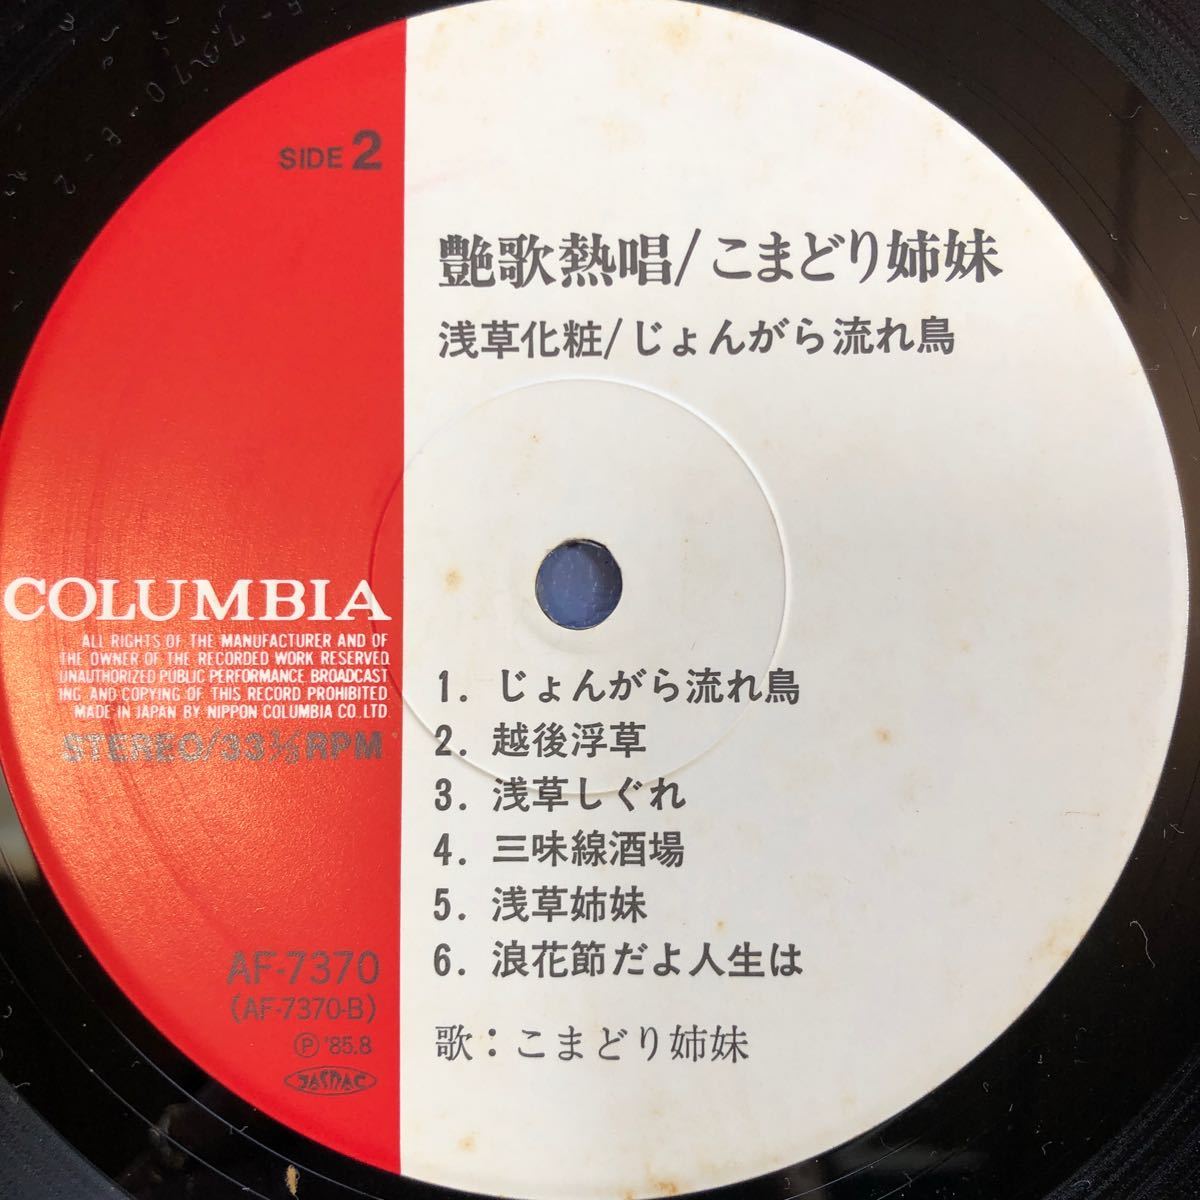 SIDE 2
艶歌熱唱/こまどり姉妹
浅草化粧/じょんがら流れ鳥
COLUMBIA
ALL RIGHTS OF THE MANUFACTURER AND OF
THE OWNER OF THE RECORDED WORK RESERVED.
UNAUTHORIZED PUBLIC PERFORMANCE, BROADCAST
ING AND COPYING OF THIS RECORD PROHIBITED
MADE IN JAPAN BY NIPPON COLUMBIA CO., LTD.
STEREO/33 1/3 RPM
1. じょんがら流れ鳥
2. 越後浮草
3. 浅草しぐれ
4. 三味線酒場
5. 浅草姉妹
6. 浪花節だよ人生は
歌：こまどり姉妹
AF-7370
(AF-7370-B)
Ⓟ '85.8
JASRAC